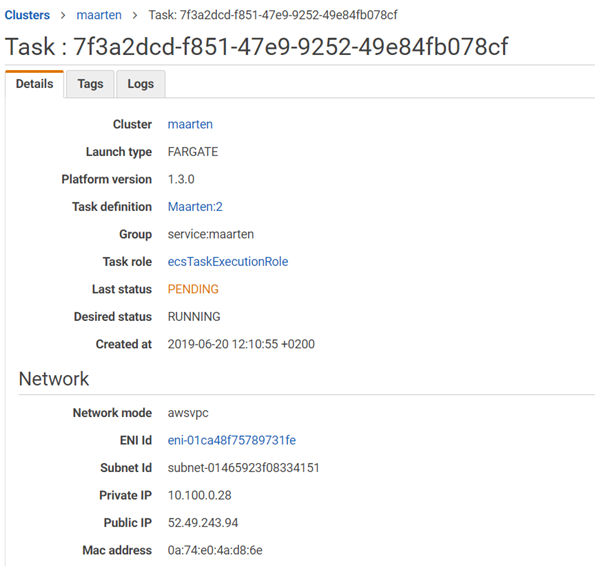 Clusters > maarten > Task: 7f3a2dcd-f851-47e9-9252-49e84fb078cf
Task : 7f3a2dcd-f851-47e9-9252-49e84fb078cf
Details Tags Logs
Cluster maarten
Launch type FARGATE
Platform version 1.3.0
Task definition Maarten:2
Group service:maarten
Task role ecsTaskExecutionRole
Last status PENDING
Desired status RUNNING
Created at 2019-06-20 12:10:55 +0200
Network
Network mode awsvpc
ENI Id eni-01ca48f75789731fe
Subnet Id subnet-01465923f08334151
Private IP 10.100.0.28
Public IP 52.49.243.94
Mac address 0a:74:e0:4a:d8:6e